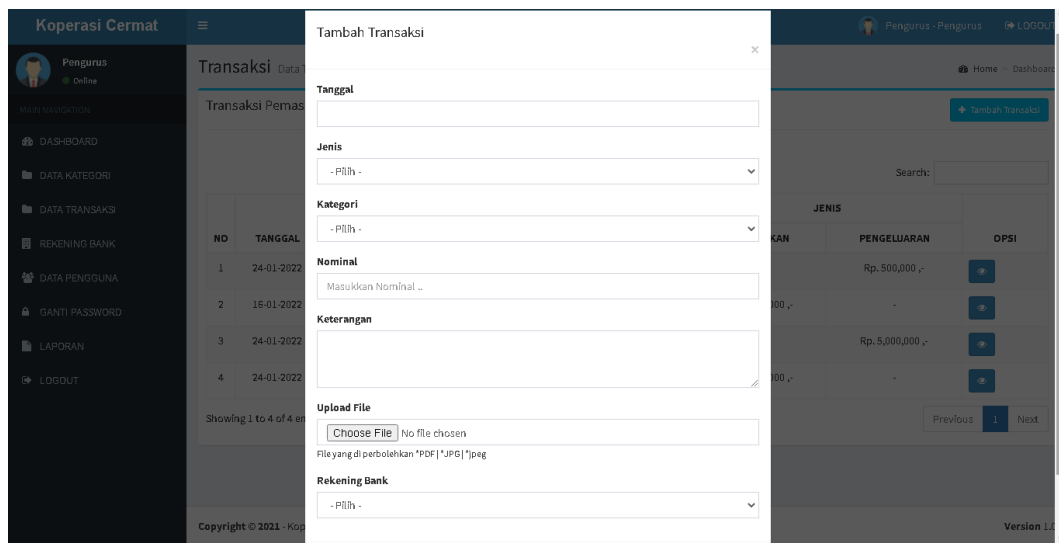 Koperasi Cermat
Pengurus - Pengurus
LOGOUT
Pengurus
Online
MAIN NAVIGATION
DASHBOARD
DATA KATEGORI
DATA TRANSAKSI
REKENING BANK
DATA PENGGUNA
GANTI PASSWORD
LAPORAN
LOGOUT
Transaksi Data
Home > Dashboard
Transaksi
Tambah Transaksi
Search:
JENIS
NO TANGGAL PENGELUARAN OPSI
1 24-01-2022 Rp. 500,000 ,-
2 16-01-2022 -
3 24-01-2022 Rp. 5,000,000 ,-
4 24-01-2022 -
Showing 1 to 4 of 4
Previous 1 Next
Copyright © 2021 -
Version
Tambah Transaksi
×
Tanggal
Jenis
- Pilih -
Kategori
- Pilih -
Nominal
Masukkan Nominal ..
Keterangan
Upload File
Choose File No file chosen
File yang di perbolehkan *PDF | *JPG | *jpeg
Rekening Bank
- Pilih -